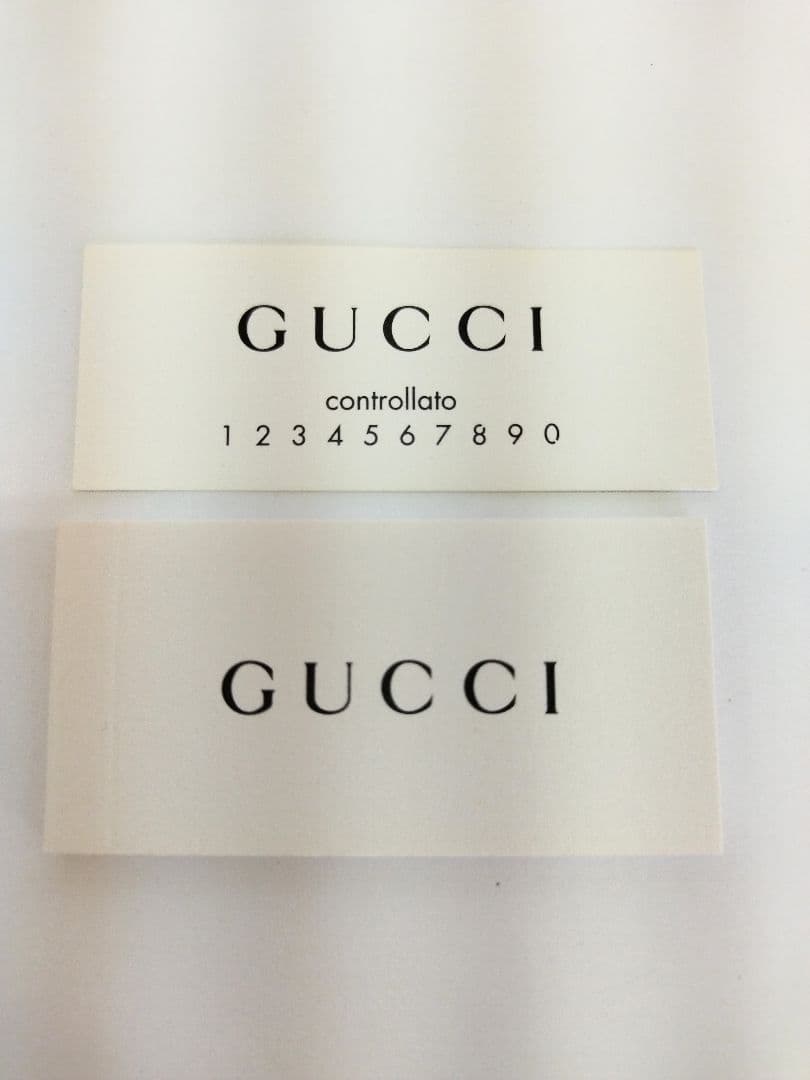 GUCCI
controllato
1 2 3 4 5 6 7 8 9 0
GUCCI